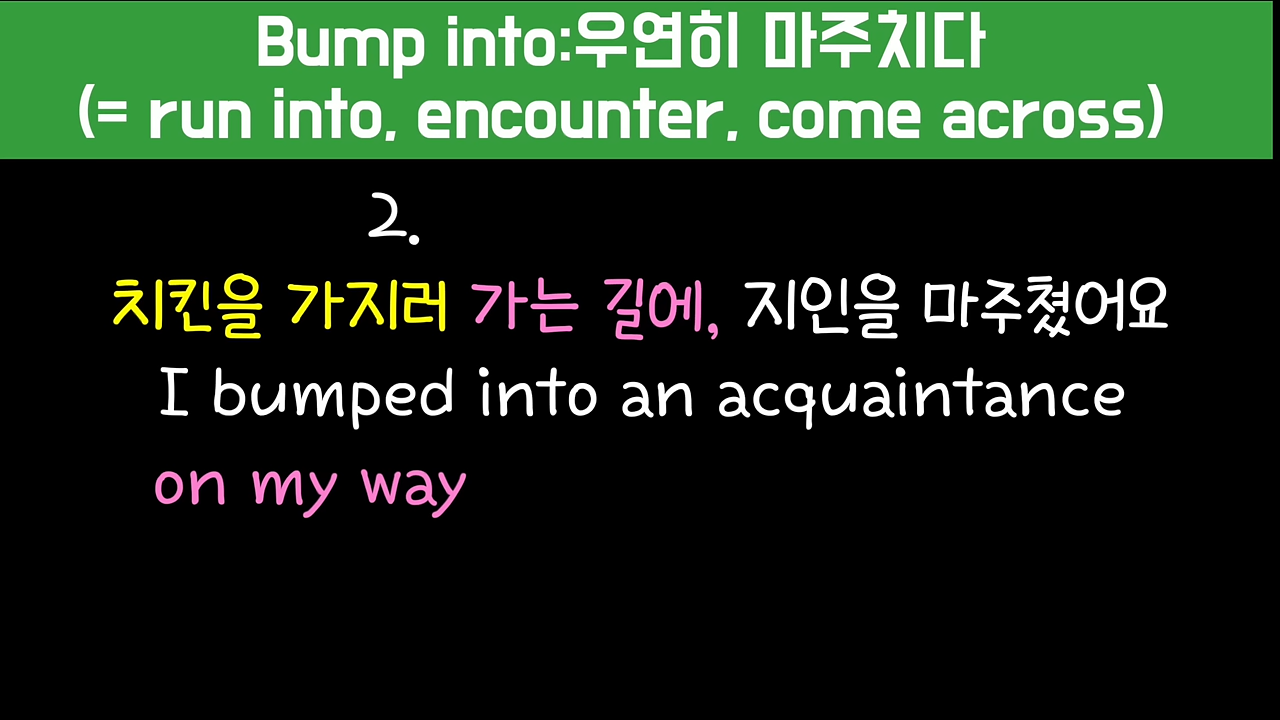 Bump into:우연히 마주치다
(= run into, encounter, come across)
2.
치킨을 가지러 가는 길에, 지인을 마주쳤어요
I bumped into an acquaintance
on my way